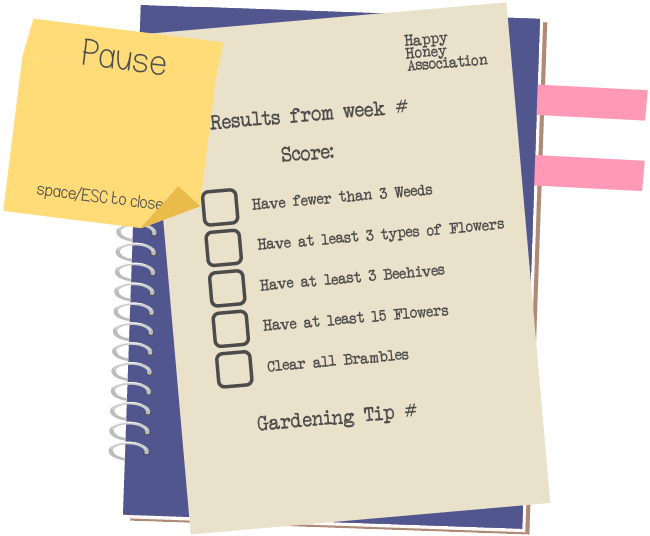 Pause
space/ESC to close
Happy
Honey
Association
Results from week #
Score:
Have fewer than 3 Weeds
Have at least 3 types of Flowers
Have at least 3 Beehives
Have at least 15 Flowers
Clear all Brambles
Gardening Tip #